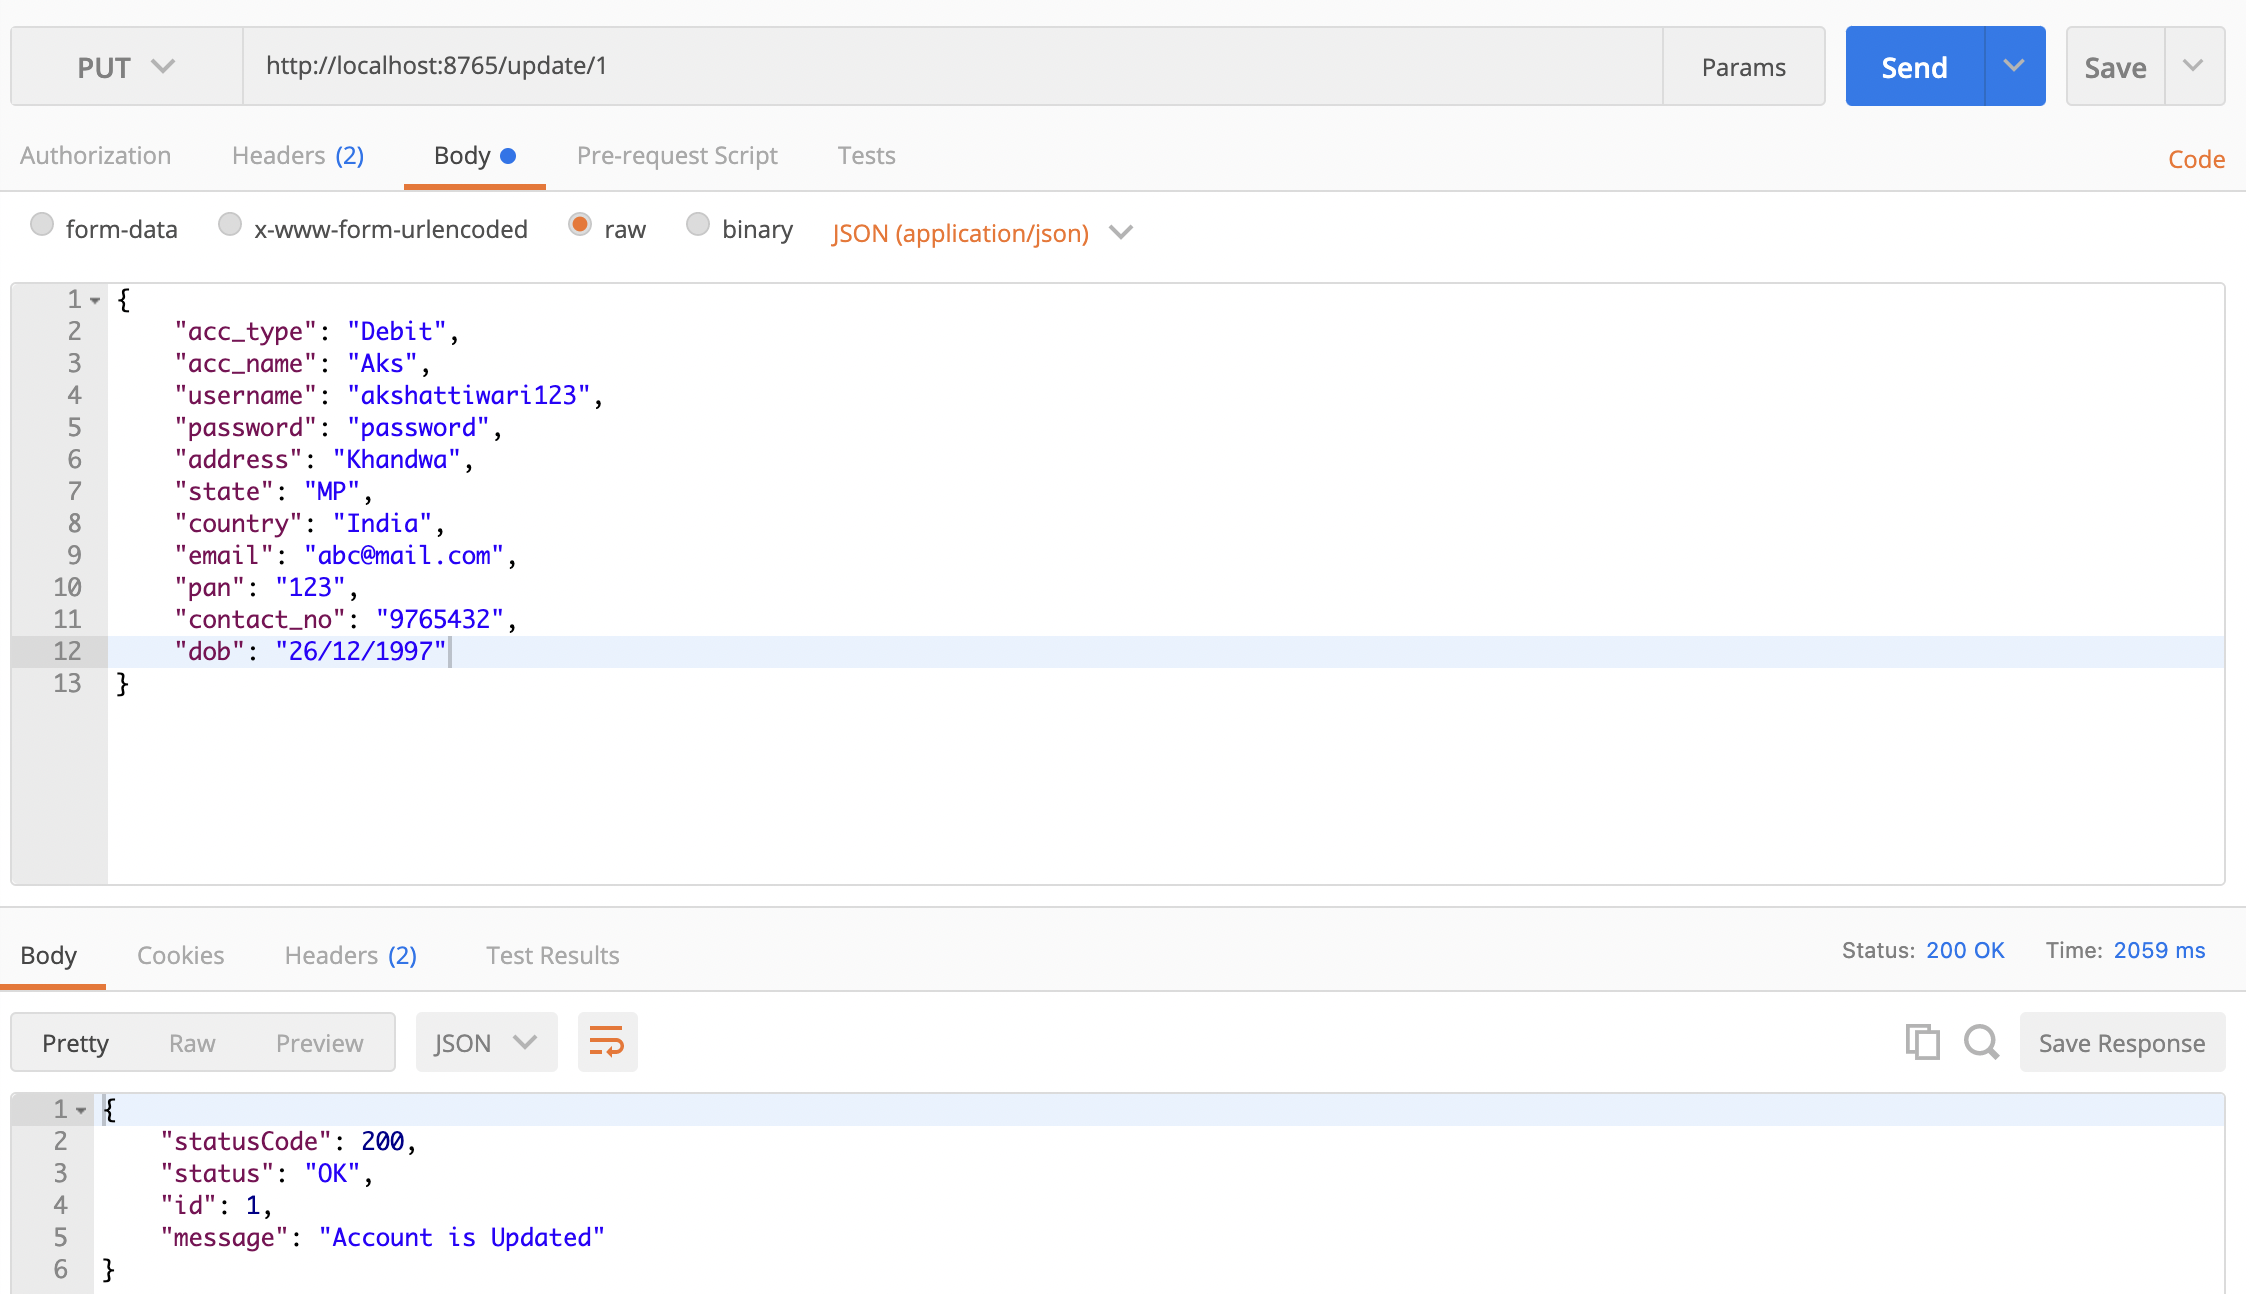 PUT http://localhost:8765/update/1 Params Send Save
Authorization Headers (2) Body Pre-request Script Tests Code
form-data x-www-form-urlencoded raw binary JSON (application/json)
1 {
2 "acc_type": "Debit",
3 "acc_name": "Aks",
4 "username": "akshattiwari123",
5 "password": "password",
6 "address": "Khandwa",
7 "state": "MP",
8 "country": "India",
9 "email": "abc@mail.com",
10 "pan": "123",
11 "contact_no": "9765432",
12 "dob": "26/12/1997"
13 }
Body Cookies Headers (2) Test Results Status: 200 OK Time: 2059 ms
Pretty Raw Preview JSON Save Response
1 {
2 "statusCode": 200,
3 "status": "OK",
4 "id": 1,
5 "message": "Account is Updated"
6 }